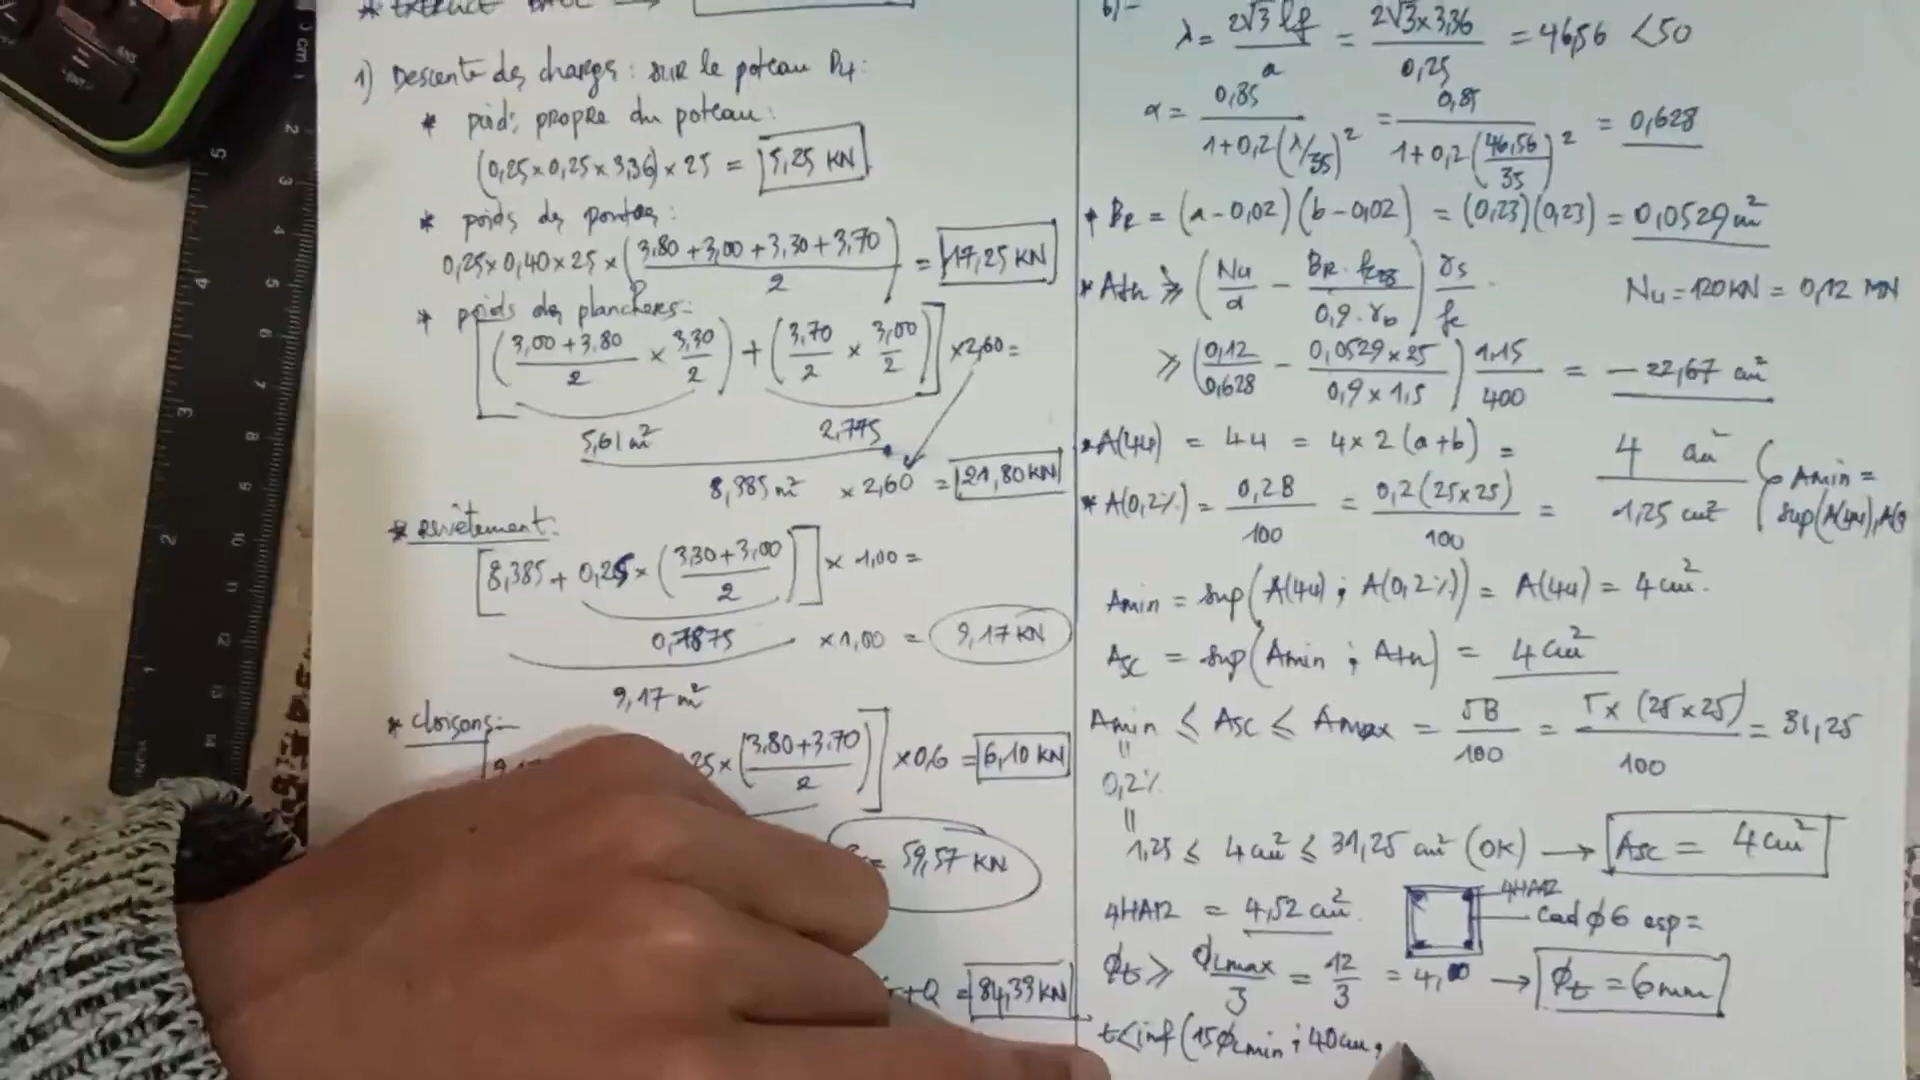 1) Descente des charges : sur le poteau P4 :
* poids propre du poteau :
(0,25 x 0,25 x 3,36) x 25 = 5,25 KN
* poids des poutres :
0,25 x 0,40 x 25 x (3,80 + 3,00 + 3,30 + 3,70 / 2) = 17,25 KN
* poids des planchers :
[(3,00 + 3,80 / 2 x 3,30 / 2) + (3,70 / 2 x 3,00 / 2)] x 2,60 =
5,61 m² 2,775
8,385 m² x 2,60 = 21,80 KN
* revêtement :
[8,385 + 0,25 x (3,30 + 3,00 / 2)] x 1,00 =
0,7875 x 1,00 = 9,17 KN
9,17 m²
* cloisons :
25 x (3,80 + 3,70 / 2)] x 0,6 = 6,10 KN
= 59,57 KN
+ Q = 84,33 KN
λ = 2√3 lf / a = 2√3 x 3,36 / 0,25 = 46,56 < 50
α = 0,85 / 1 + 0,2 (λ/35)² = 0,85 / 1 + 0,2 (46,56 / 35)² = 0,628
* BR = (a - 0,02) (b - 0,02) = (0,23) (0,23) = 0,0529 m²
* Ath ≥ (Nu / α - BR . fc28 / 0,9 . γb) γs / fe Nu = 120 KN = 0,12 MN
≥ (0,12 / 0,628 - 0,0529 x 25 / 0,9 x 1,5) 1,15 / 400 = - 22,67 cm²
* A(4u) = 4u = 4 x 2 (a + b) = 4 cm²
* A(0,2%) = 0,2 B / 100 = 0,2 (25 x 25) / 100 = 1,25 cm²
Amin =
sup(A(4u), A(0
Amin = sup (A(4u) ; A(0,2%)) = A(4u) = 4 cm².
Asc = sup (Amin ; Ath) = 4 cm²
Amin ≤ Asc ≤ Amax = 5B / 100 = 5 x (25 x 25) / 100 = 31,25
||
0,2%
||
1,25 ≤ 4 cm² ≤ 31,25 cm² (OK) → Asc = 4 cm²
4HA12 = 4,52 cm²
4HA12
Cad φ6 esp =
φt ≥ φLmax / 3 = 12 / 3 = 4,00 → φt = 6 mm
t < inf (15 φLmin ; 40 cm ,